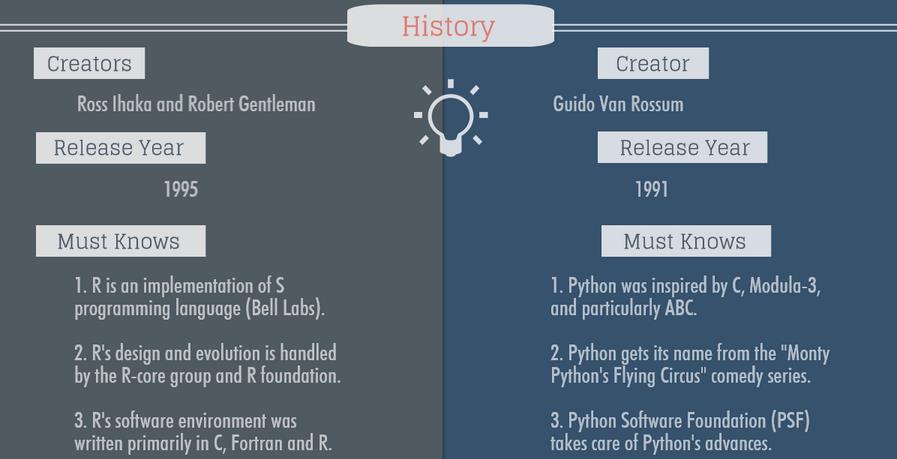 History
Creators
Ross Ihaka and Robert Gentleman
Release Year
1995
Must Knows
1. R is an implementation of S
programming language (Bell Labs).
2. R's design and evolution is handled
by the R-core group and R foundation.
3. R's software environment was
written primarily in C, Fortran and R.
Creator
Guido Van Rossum
Release Year
1991
Must Knows
1. Python was inspired by C, Modula-3,
and particularly ABC.
2. Python gets its name from the "Monty
Python's Flying Circus" comedy series.
3. Python Software Foundation (PSF)
takes care of Python's advances.